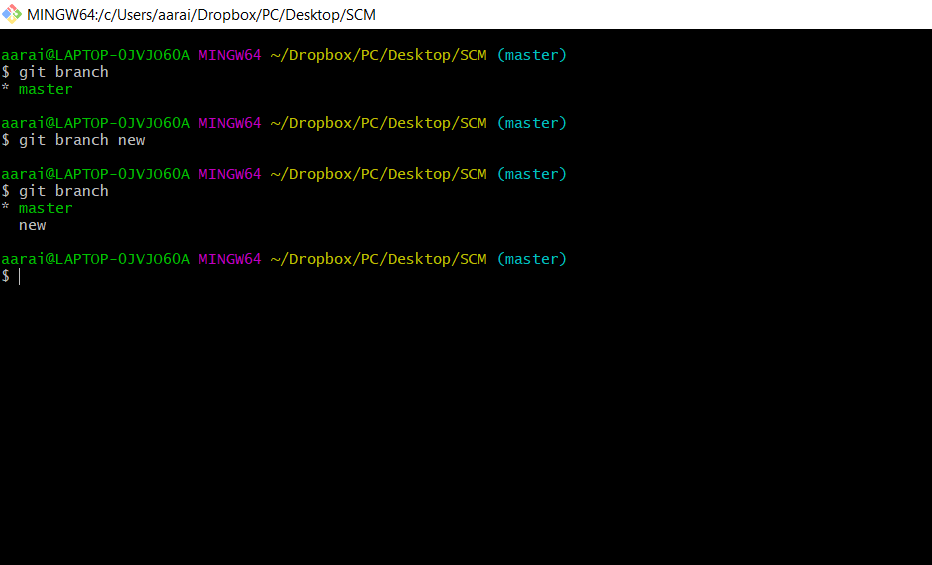 MINGW64:/c/Users/aarai/Dropbox/PC/Desktop/SCM
aarai@LAPTOP-0JVJO60A MINGW64 ~/Dropbox/PC/Desktop/SCM (master)
$ git branch
* master
aarai@LAPTOP-0JVJO60A MINGW64 ~/Dropbox/PC/Desktop/SCM (master)
$ git branch new
aarai@LAPTOP-0JVJO60A MINGW64 ~/Dropbox/PC/Desktop/SCM (master)
$ git branch
* master
  new
aarai@LAPTOP-0JVJO60A MINGW64 ~/Dropbox/PC/Desktop/SCM (master)
$